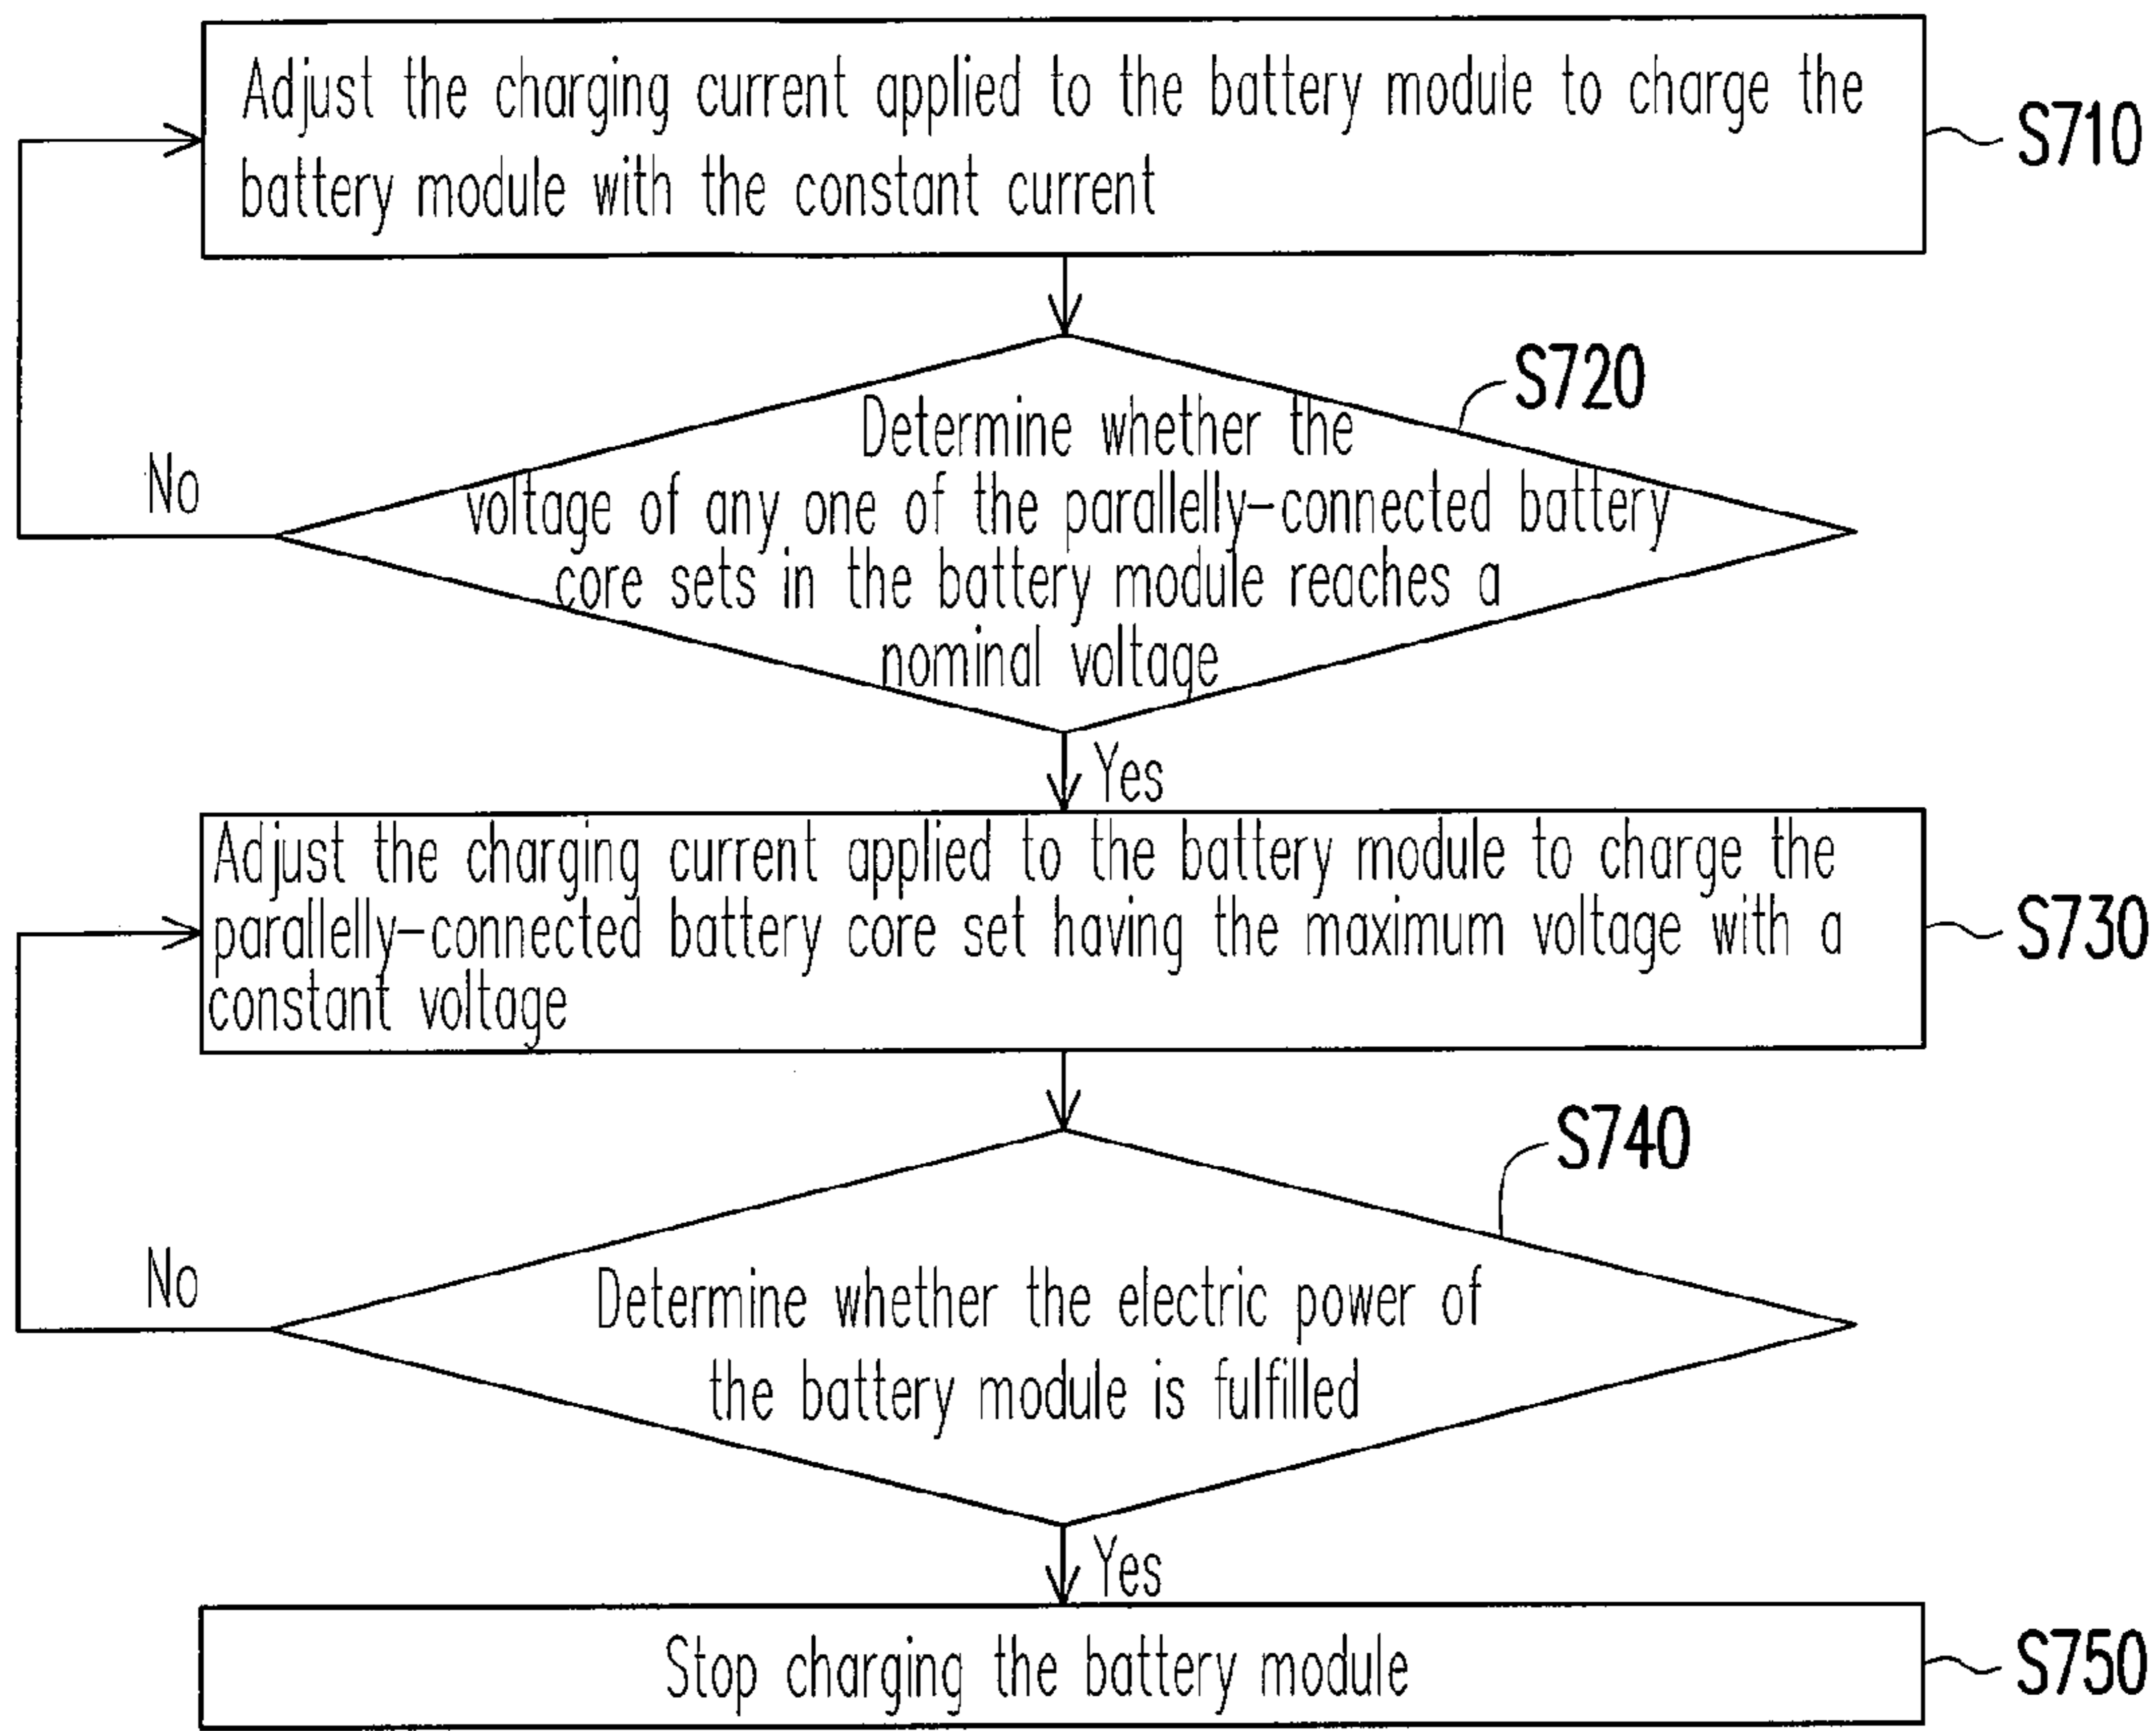 Adjust the charging current applied to the battery module to charge the
battery module with the constant current
S710
S720
Determine whether the
voltage of any one of the parallelly-connected battery
core sets in the battery module reaches a
nominal voltage
No
Yes
Adjust the charging current applied to the battery module to charge the
parallelly-connected battery core set having the maximum voltage with a
constant voltage
S730
S740
Determine whether the electric power of
the battery module is fulfilled
No
Yes
Stop charging the battery module
S750